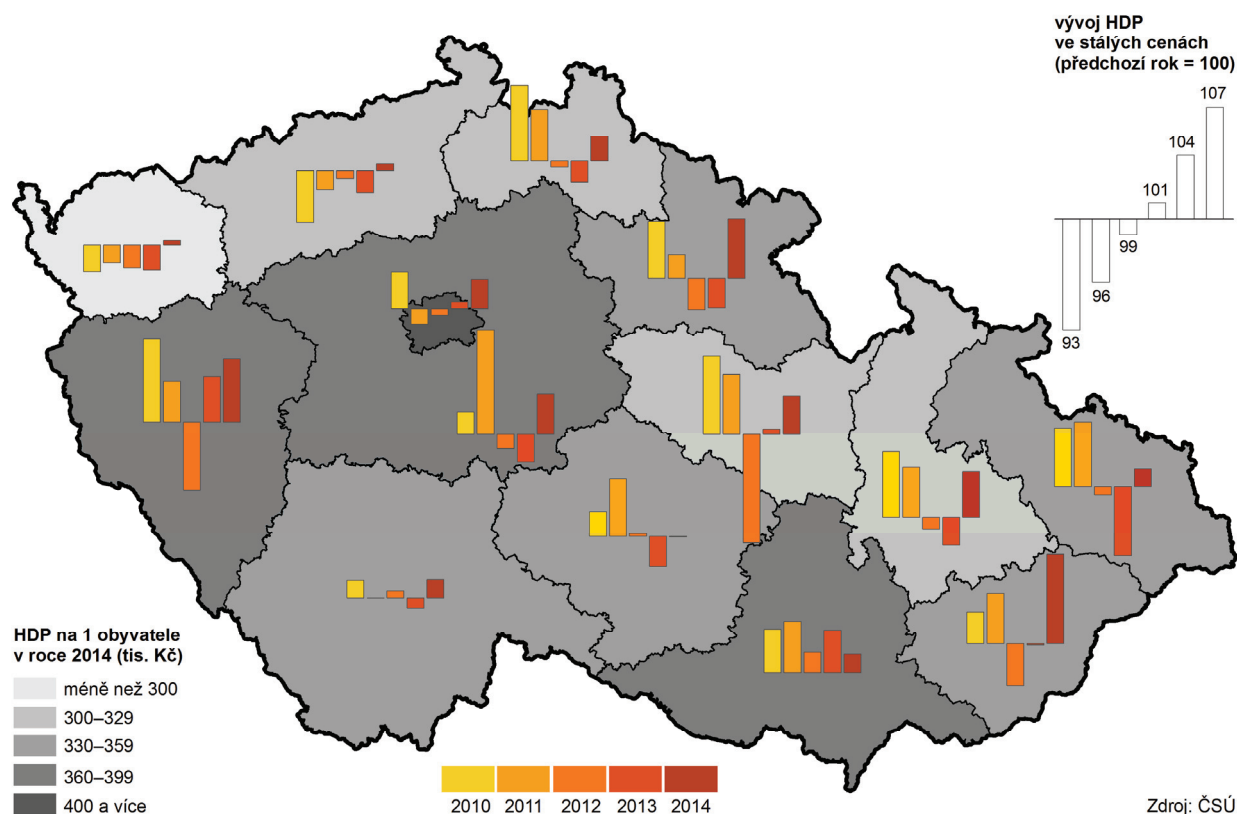 vývoj HDP
ve stálých cenách
(předchozí rok = 100)
107
104
101
99
96
93
HDP na 1 obyvatele
v roce 2014 (tis. Kč)
méně než 300
300–329
330–359
360–399
400 a více
2010 2011 2012 2013 2014
Zdroj: ČSÚ